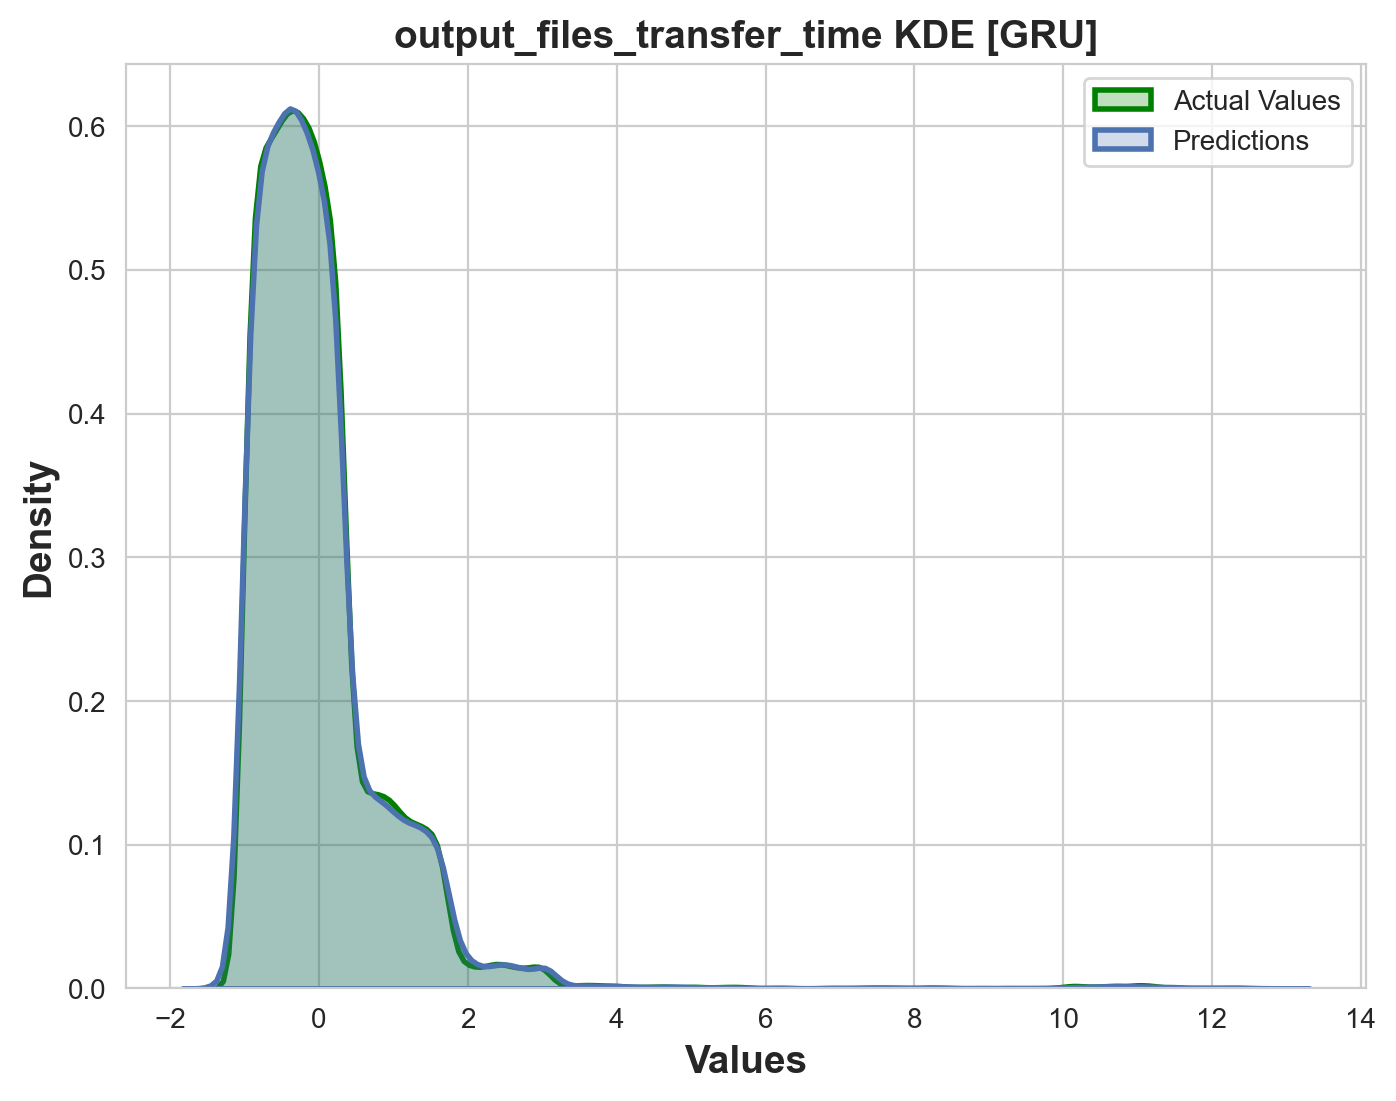 output_files_transfer_time KDE [GRU]
Actual Values
Predictions
Density
0.6
0.5
0.4
0.3
0.2
0.1
0.0
−2 0 2 4 6 8 10 12 14
Values